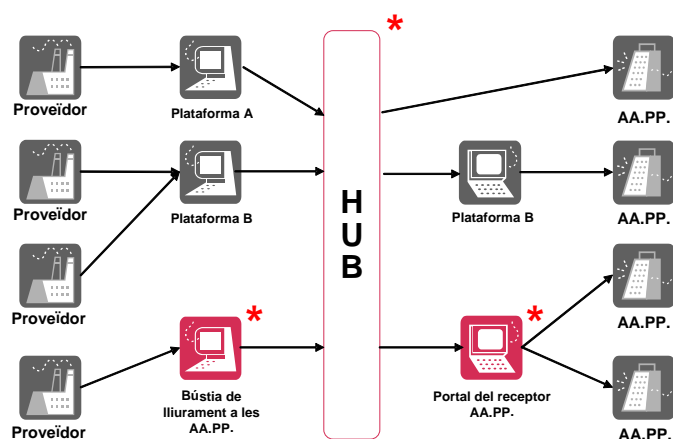 *
Proveïdor
Plataforma A
AA.PP.
Proveïdor
Plataforma B
HUB
Plataforma B
AA.PP.
Proveïdor
AA.PP.
*
*
Proveïdor
Bústia de
lliurament a les
AA.PP.
Portal del receptor
AA.PP.
AA.PP.